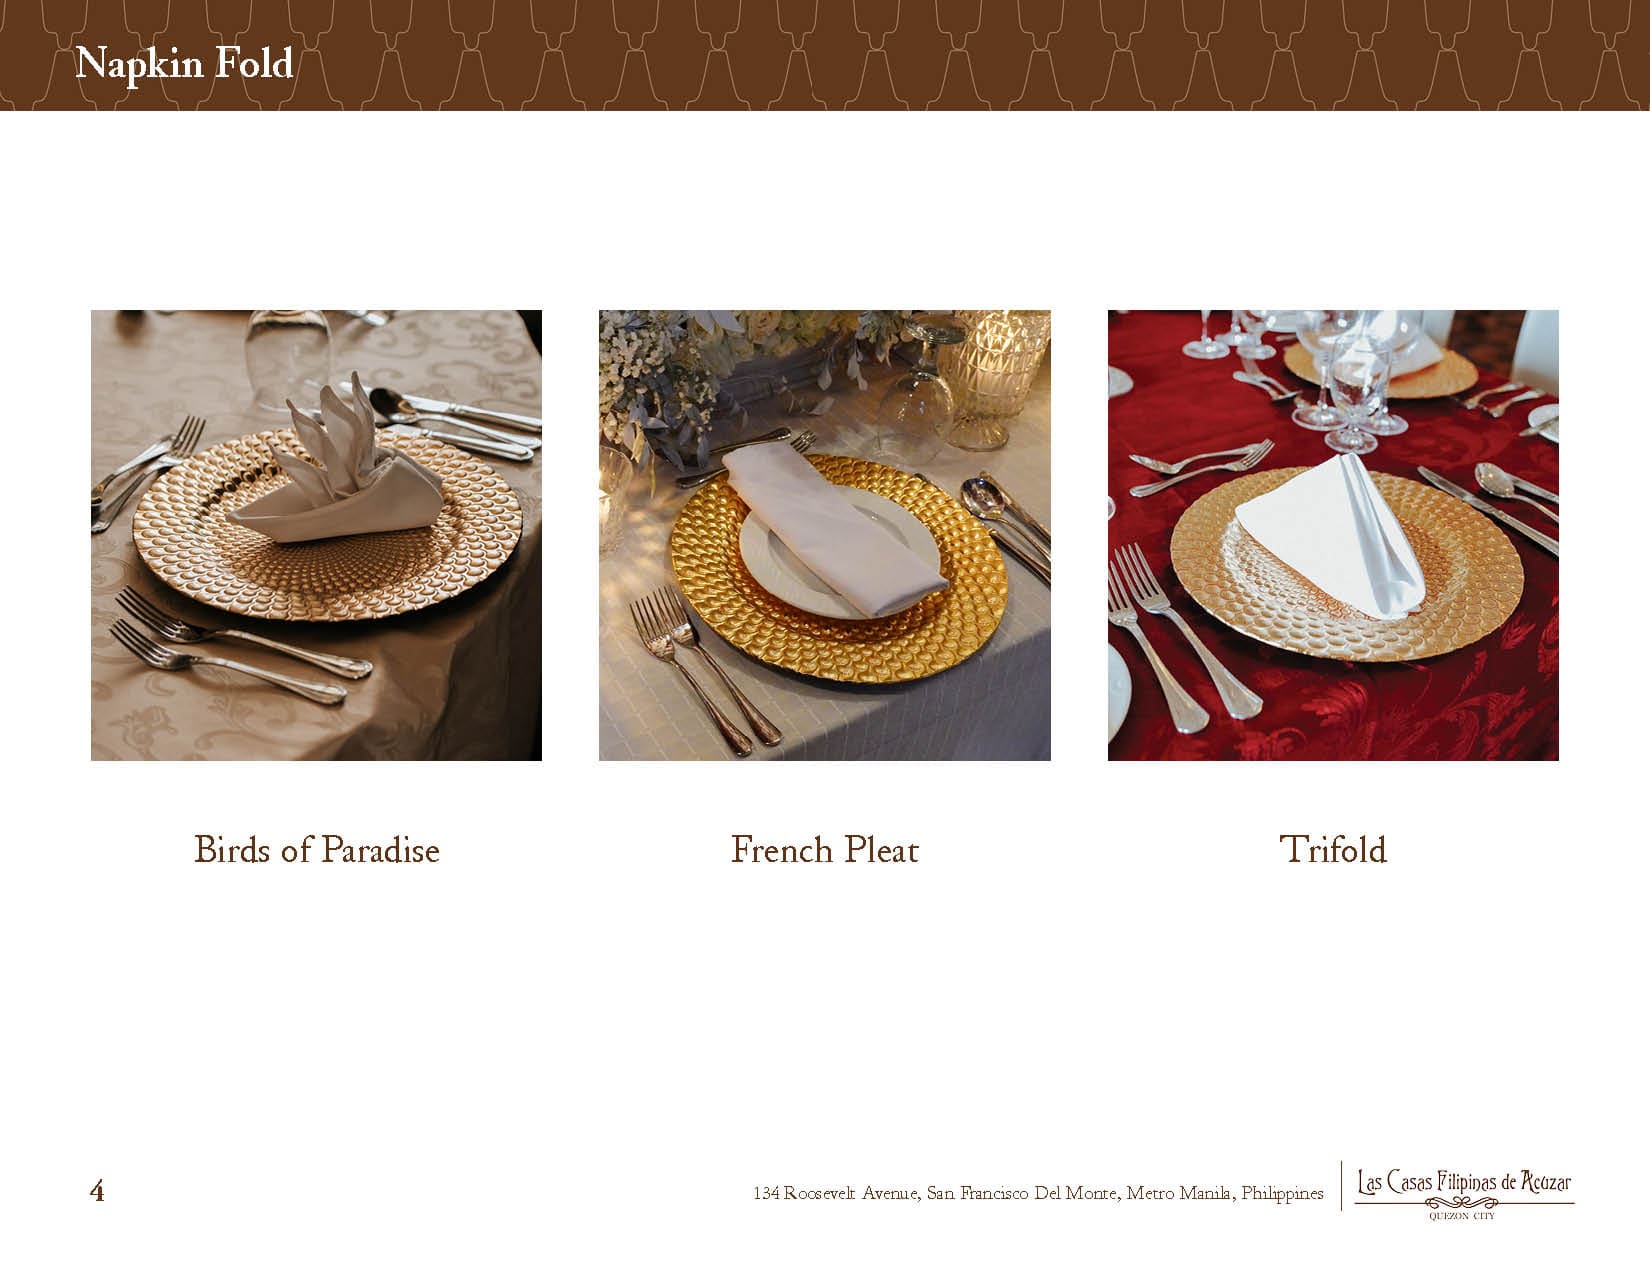 Napkin Fold
Birds of Paradise
French Pleat
Trifold
4
134 Roosevelt Avenue, San Francisco Del Monte, Metro Manila, Philippines
Las Casas Filipinas de Acuzar
QUEZON CITY